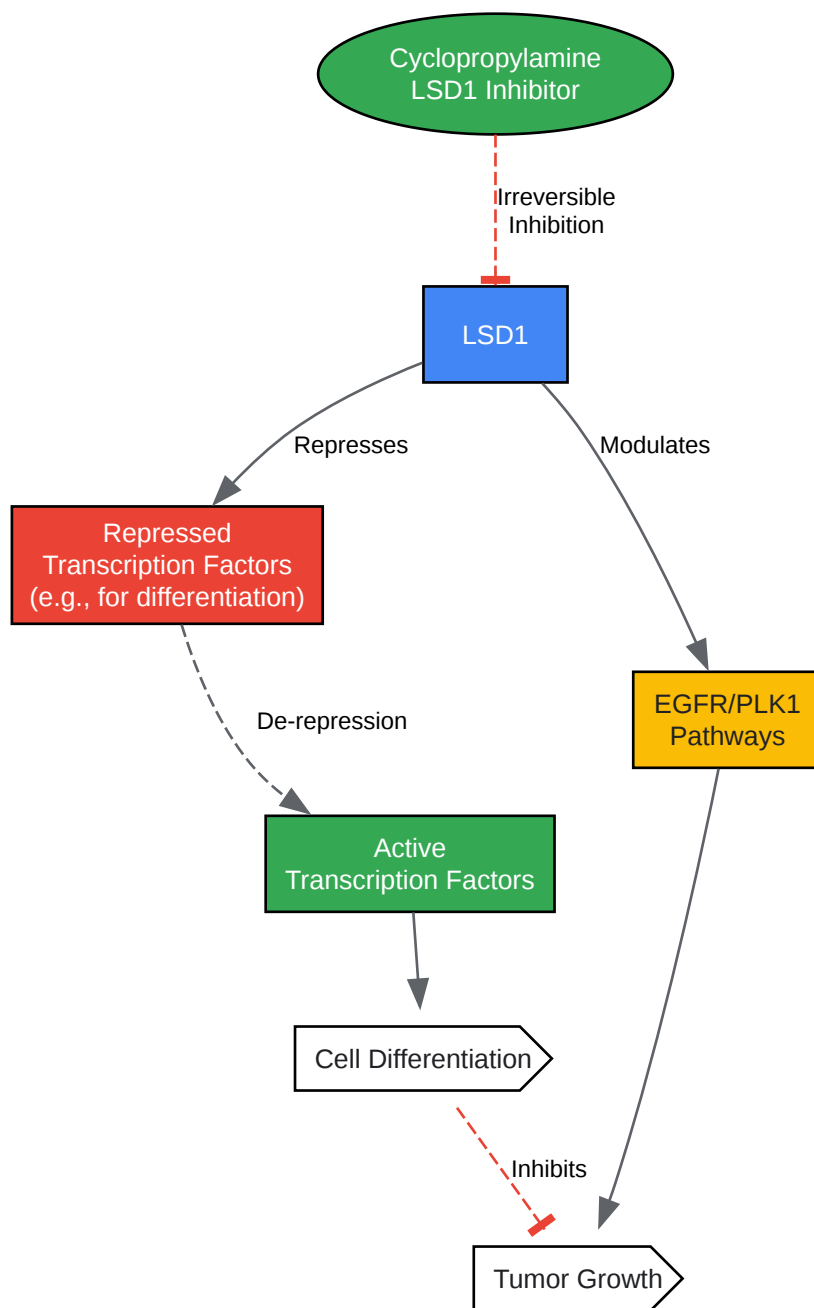 Cyclopropylamine
LSD1 Inhibitor
Irreversible
Inhibition
LSD1
Represses
Modulates
Repressed
Transcription Factors
(e.g., for differentiation)
EGFR/PLK1
Pathways
De-repression
Active
Transcription Factors
Cell Differentiation
Inhibits
Tumor Growth